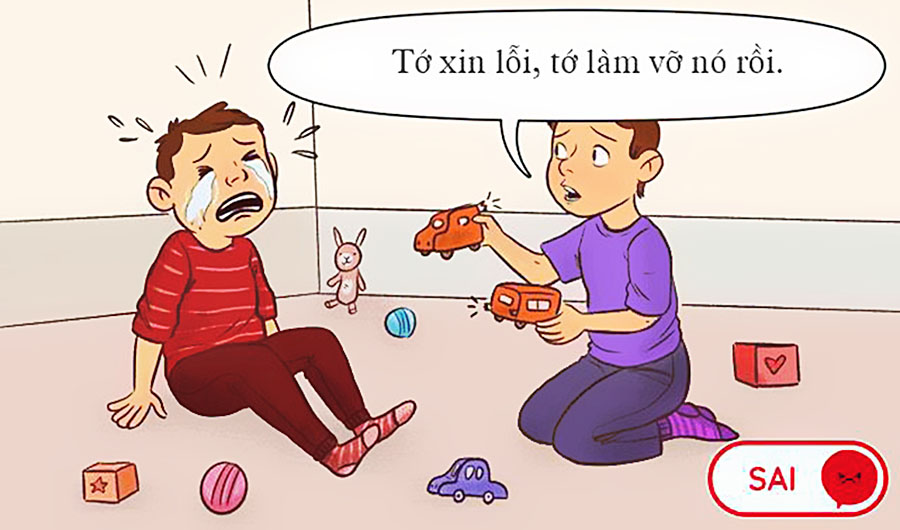 Tớ xin lỗi, tớ làm vỡ nó rồi.
SAI